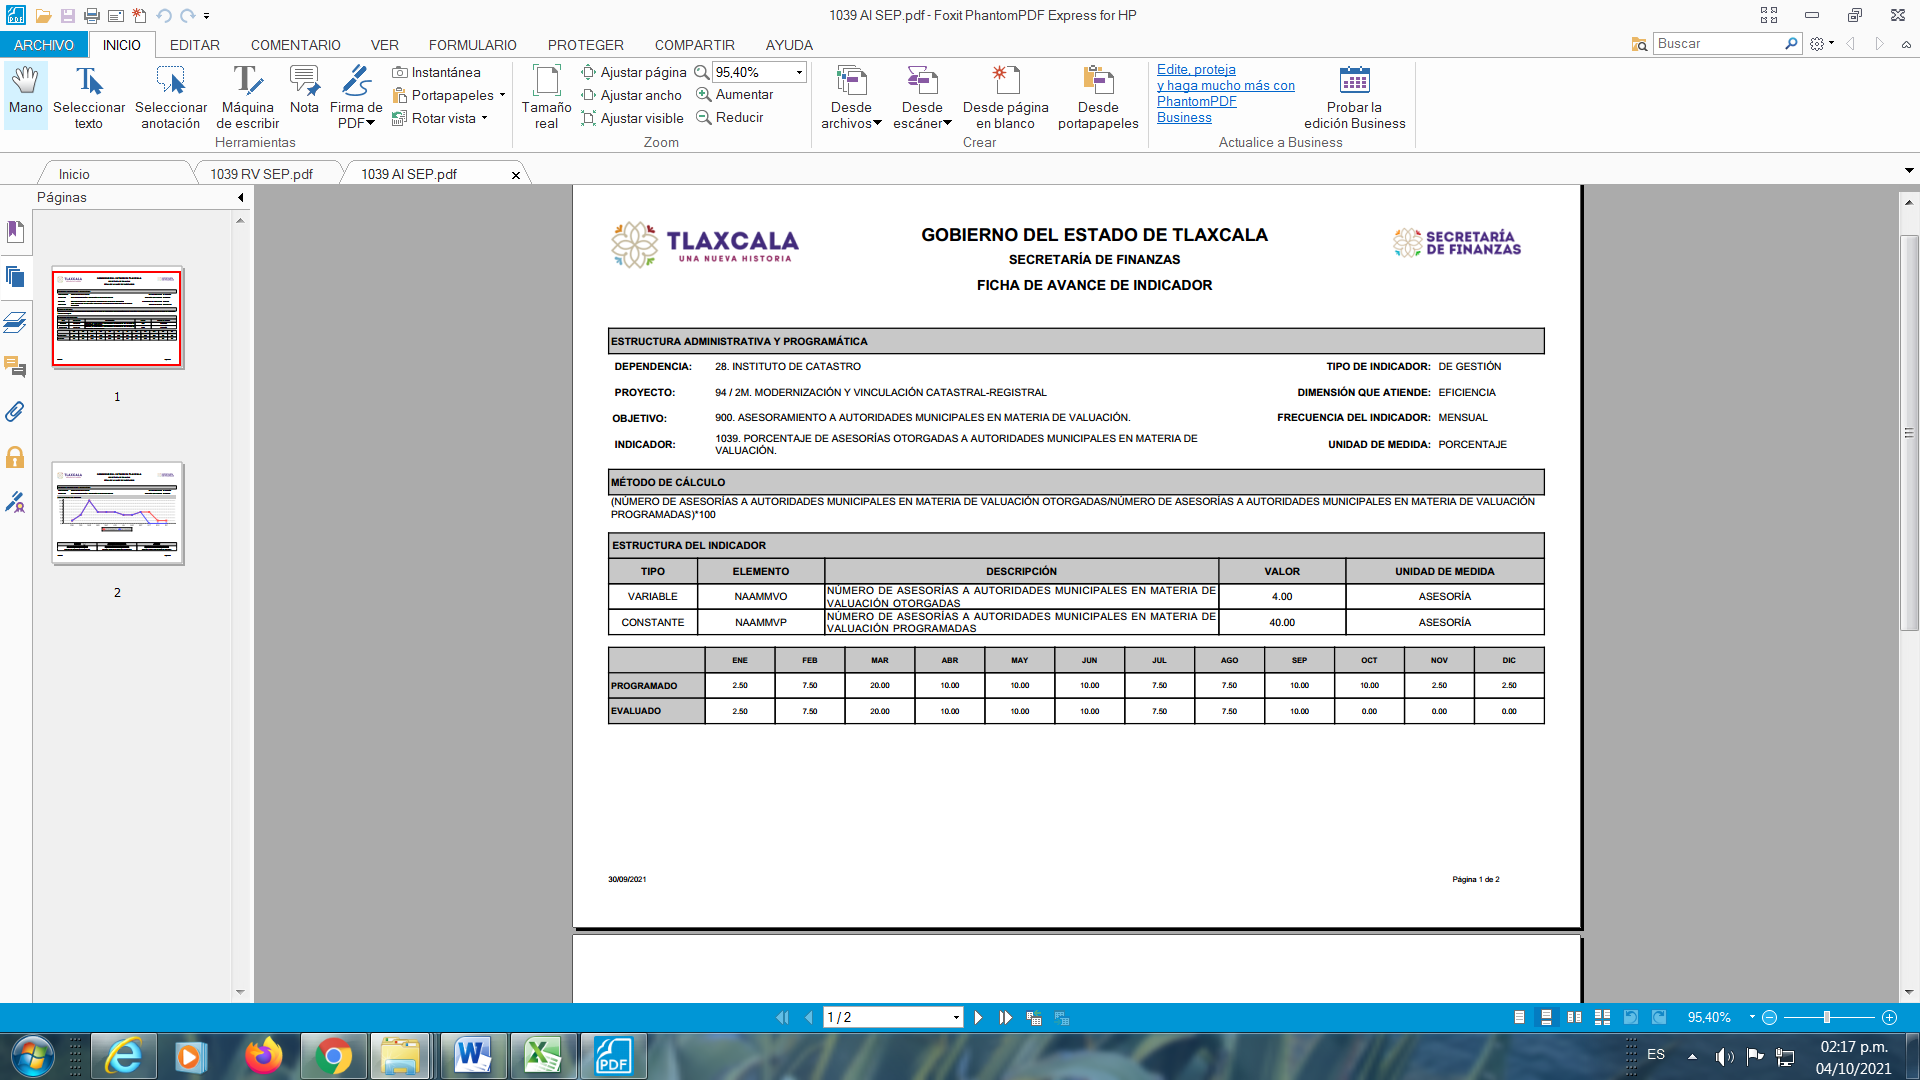 1039 AI SEP.pdf - Foxit PhantomPDF Express for HP
ARCHIVO INICIO EDITAR COMENTARIO VER FORMULARIO PROTEGER COMPARTIR AYUDA Buscar
Mano
Seleccionar texto
Seleccionar anotación
Máquina de escribir
Nota
Firma de PDF
Instantánea
Portapapeles
Rotar vista
Herramientas
Tamaño real
Ajustar página
Ajustar ancho
Ajustar visible
95,40%
Aumentar
Reducir
Zoom
Desde archivos
Desde escáner
Desde página en blanco
Desde portapapeles
Crear
Edite, proteja
y haga mucho más con
PhantomPDF
Business
Probar la edición Business
Actualice a Business
Inicio 1039 RV SEP.pdf 1039 AI SEP.pdf
Páginas
1
2
TLAXCALA
UNA NUEVA HISTORIA
GOBIERNO DEL ESTADO DE TLAXCALA
SECRETARÍA DE FINANZAS
FICHA DE AVANCE DE INDICADOR
SECRETARÍA
DE FINANZAS
ESTRUCTURA ADMINISTRATIVA Y PROGRAMÁTICA
DEPENDENCIA: 28. INSTITUTO DE CATASTRO TIPO DE INDICADOR: DE GESTIÓN
PROYECTO: 94 / 2M. MODERNIZACIÓN Y VINCULACIÓN CATASTRAL-REGISTRAL DIMENSIÓN QUE ATIENDE: EFICIENCIA
OBJETIVO: 900. ASESORAMIENTO A AUTORIDADES MUNICIPALES EN MATERIA DE VALUACIÓN. FRECUENCIA DEL INDICADOR: MENSUAL
INDICADOR: 1039. PORCENTAJE DE ASESORÍAS OTORGADAS A AUTORIDADES MUNICIPALES EN MATERIA DE
VALUACIÓN. UNIDAD DE MEDIDA: PORCENTAJE
MÉTODO DE CÁLCULO
(NÚMERO DE ASESORÍAS A AUTORIDADES MUNICIPALES EN MATERIA DE VALUACIÓN OTORGADAS/NÚMERO DE ASESORÍAS A AUTORIDADES MUNICIPALES EN MATERIA DE VALUACIÓN
PROGRAMADAS)*100
ESTRUCTURA DEL INDICADOR
TIPO ELEMENTO DESCRIPCIÓN VALOR UNIDAD DE MEDIDA
VARIABLE NAAMMVO NÚMERO DE ASESORÍAS A AUTORIDADES MUNICIPALES EN MATERIA DE
VALUACIÓN OTORGADAS 4.00 ASESORÍA
CONSTANTE NAAMMVP NÚMERO DE ASESORÍAS A AUTORIDADES MUNICIPALES EN MATERIA DE
VALUACIÓN PROGRAMADAS 40.00 ASESORÍA
ENE FEB MAR ABR MAY JUN JUL AGO SEP OCT NOV DIC
PROGRAMADO 2.50 7.50 20.00 10.00 10.00 10.00 7.50 7.50 10.00 10.00 2.50 2.50
EVALUADO 2.50 7.50 20.00 10.00 10.00 10.00 7.50 7.50 10.00 0.00 0.00 0.00
30/09/2021 Página 1 de 2
1 / 2
95,40%
ES
02:17 p.m.
04/10/2021